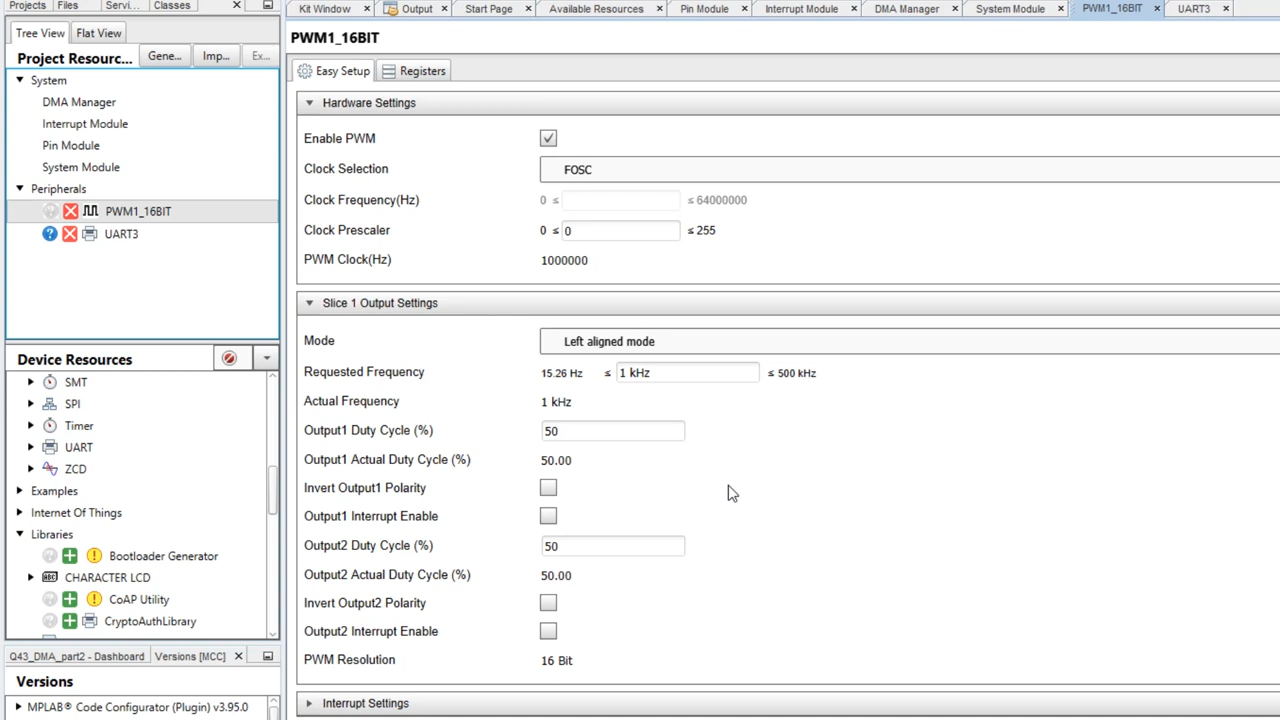 Projects Files Servi... Classes
Tree View Flat View
Project Resourc... Gene... Imp... Ex...
System
DMA Manager
Interrupt Module
Pin Module
System Module
Peripherals
PWM1_16BIT
UART3
Device Resources
SMT
SPI
Timer
UART
ZCD
Examples
Internet Of Things
Libraries
Bootloader Generator
CHARACTER LCD
CoAP Utility
CryptoAuthLibrary
Q43_DMA_part2 - Dashboard Versions [MCC]
Versions
MPLAB® Code Configurator (Plugin) v3.95.0
Kit Window Output Start Page Available Resources Pin Module Interrupt Module DMA Manager System Module PWM1_16BIT UART3
PWM1_16BIT
Easy Setup Registers
Hardware Settings
Enable PWM
Clock Selection FOSC
Clock Frequency(Hz) 0 ≤ ≤ 64000000
Clock Prescaler 0 ≤ 0 ≤ 255
PWM Clock(Hz) 1000000
Slice 1 Output Settings
Mode Left aligned mode
Requested Frequency 15.26 Hz ≤ 1 kHz ≤ 500 kHz
Actual Frequency 1 kHz
Output1 Duty Cycle (%) 50
Output1 Actual Duty Cycle (%) 50.00
Invert Output1 Polarity
Output1 Interrupt Enable
Output2 Duty Cycle (%) 50
Output2 Actual Duty Cycle (%) 50.00
Invert Output2 Polarity
Output2 Interrupt Enable
PWM Resolution 16 Bit
Interrupt Settings